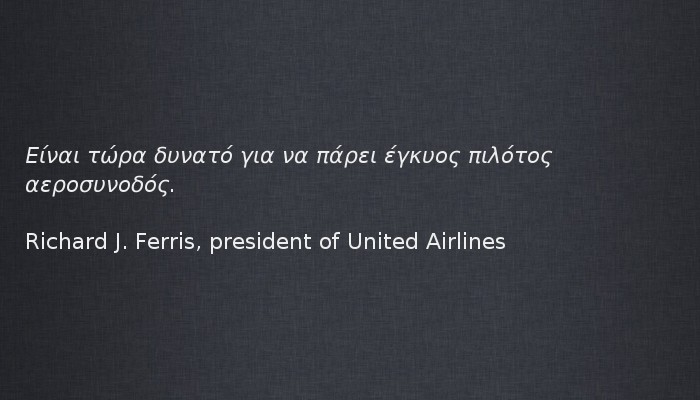 Είναι τώρα δυνατό για να πάρει έγκυος πιλότος
αεροσυνοδός.
Richard J. Ferris, president of United Airlines